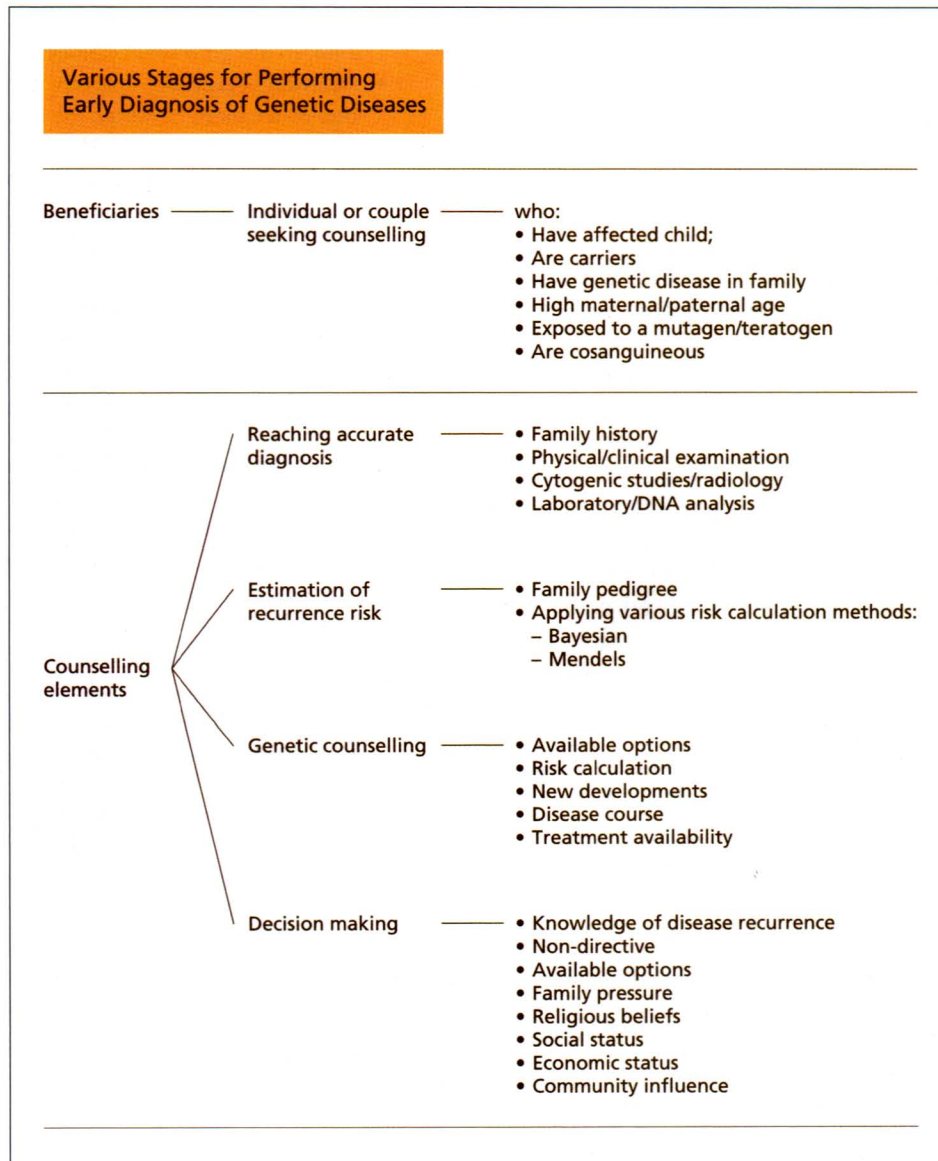 Various Stages for Performing
Early Diagnosis of Genetic Diseases
Beneficiaries
Individual or couple
seeking counselling
who:
• Have affected child;
• Are carriers
• Have genetic disease in family
• High maternal/paternal age
• Exposed to a mutagen/teratogen
• Are cosanguineous
Counselling
elements
Reaching accurate
diagnosis
• Family history
• Physical/clinical examination
• Cytogenic studies/radiology
• Laboratory/DNA analysis
Estimation of
recurrence risk
• Family pedigree
• Applying various risk calculation methods:
– Bayesian
– Mendels
Genetic counselling
• Available options
• Risk calculation
• New developments
• Disease course
• Treatment availability
Decision making
• Knowledge of disease recurrence
• Non-directive
• Available options
• Family pressure
• Religious beliefs
• Social status
• Economic status
• Community influence